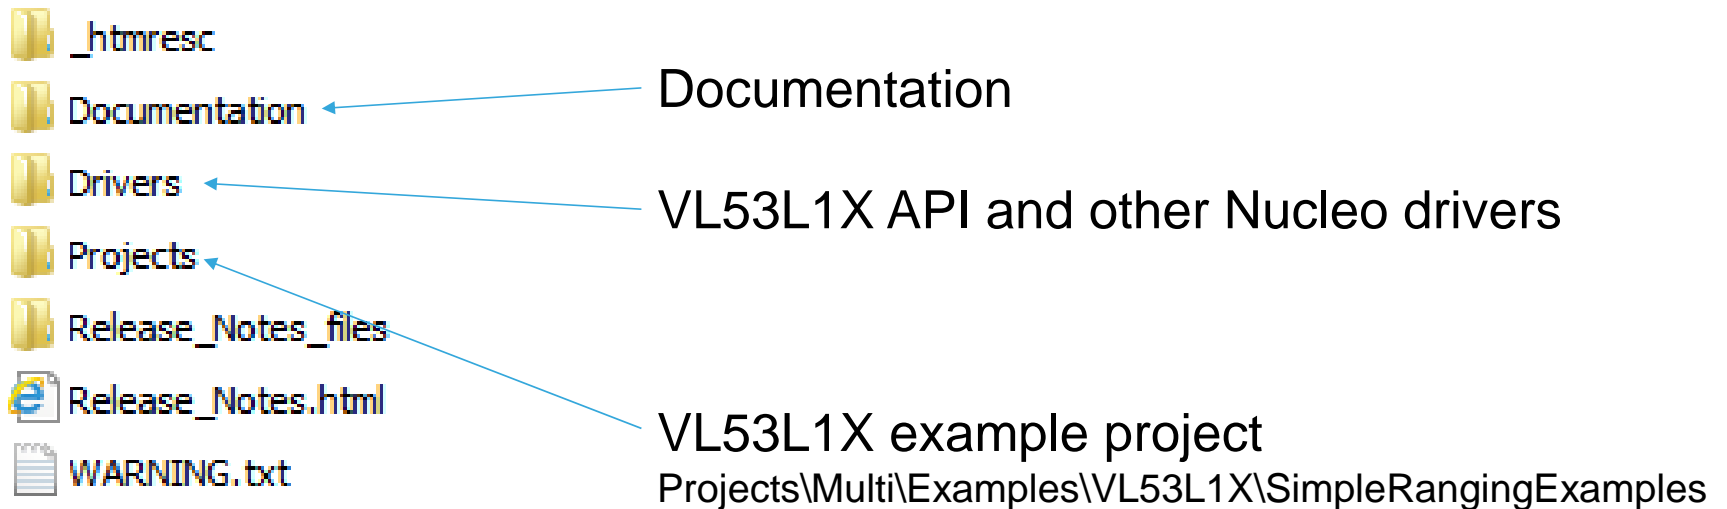 _htmresc
Documentation
Documentation
Drivers
VL53L1X API and other Nucleo drivers
Projects
Release_Notes_files
Release_Notes.html
VL53L1X example project
WARNING.txt
Projects\Multi\Examples\VL53L1X\SimpleRangingExamples